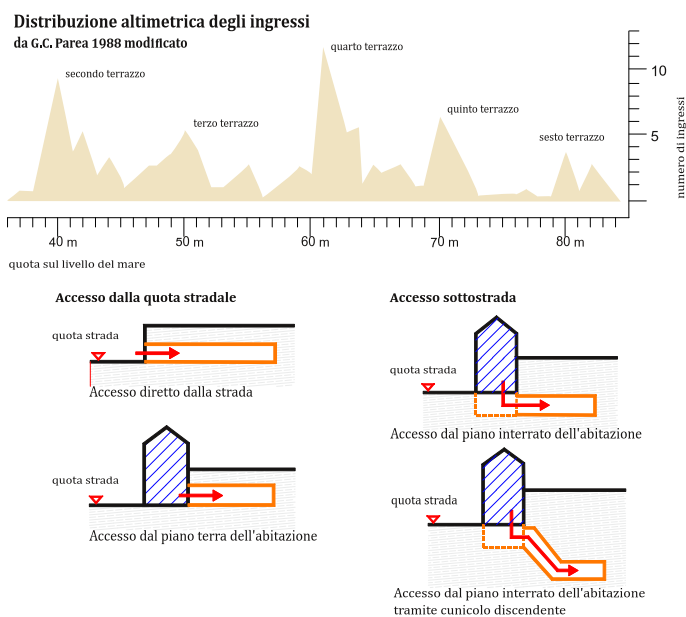 Distribuzione altimetrica degli ingressi
da G.C. Parea 1988 modificato
quarto terrazzo
secondo terrazzo
10
quinto terrazzo
terzo terrazzo
sesto terrazzo
5
numero di ingressi
40 m
50 m
60 m
70 m
80 m
quota sul livello del mare
Accesso dalla quota stradale
quota strada
Accesso diretto dalla strada
quota strada
Accesso dal piano terra dell'abitazione
Accesso sottostrada
quota strada
Accesso dal piano interrato dell'abitazione
quota strada
Accesso dal piano interrato dell'abitazione
tramite cunicolo discendente